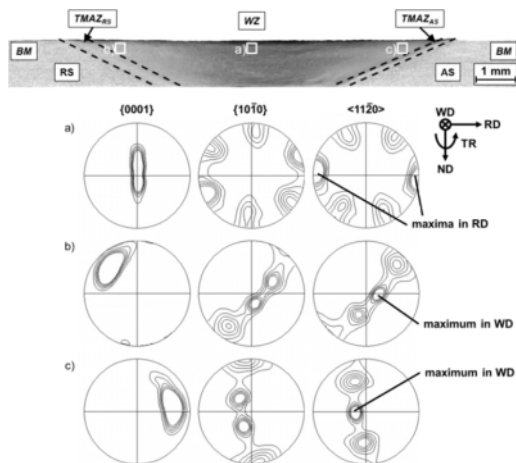 TMAZRS WZ TMAZAS
BM b) a) c) BM
RS AS 1 mm
{0001} {101̄0} <112̄0>
WD
RD
TR
ND
a)
maxima in RD
b)
maximum in WD
c)
maximum in WD